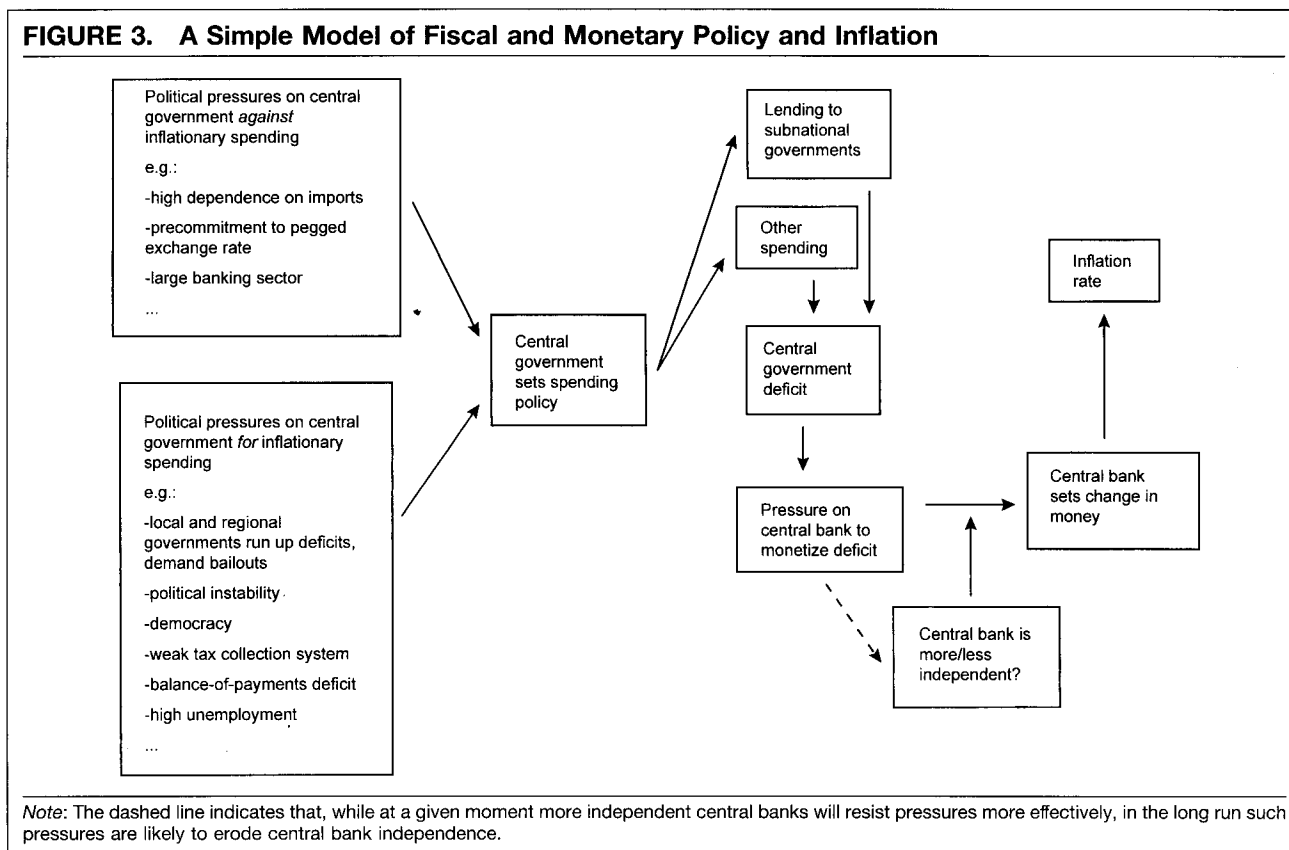 FIGURE 3. A Simple Model of Fiscal and Monetary Policy and Inflation
Political pressures on central
government against
inflationary spending
e.g.:
-high dependence on imports
-precommitment to pegged
exchange rate
-large banking sector
...
Political pressures on central
government for inflationary
spending
e.g.:
-local and regional
governments run up deficits,
demand bailouts
-political instability
-democracy
-weak tax collection system
-balance-of-payments deficit
-high unemployment
...
Central
government
sets spending
policy
Lending to
subnational
governments
Other
spending
Central
government
deficit
Pressure on
central bank to
monetize deficit
Central bank is
more/less
independent?
Central bank
sets change in
money
Inflation
rate
Note: The dashed line indicates that, while at a given moment more independent central banks will resist pressures more effectively, in the long run such
pressures are likely to erode central bank independence.